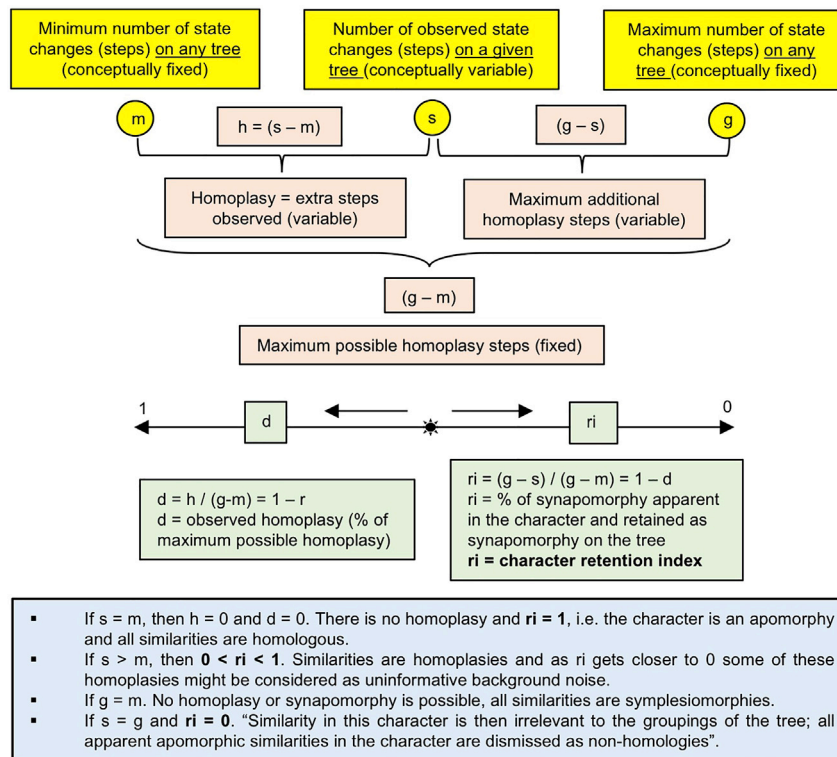 Minimum number of state
changes (steps) on any tree
(conceptually fixed)
Number of observed state
changes (steps) on a given
tree (conceptually variable)
Maximum number of state
changes (steps) on any
tree (conceptually fixed)
m
h = (s – m)
s
(g – s)
g
Homoplasy = extra steps
observed (variable)
Maximum additional
homoplasy steps (variable)
(g – m)
Maximum possible homoplasy steps (fixed)
1
d
ri
0
d = h / (g-m) = 1 – r
d = observed homoplasy (% of
maximum possible homoplasy)
ri = (g – s) / (g – m) = 1 – d
ri = % of synapomorphy apparent
in the character and retained as
synapomorphy on the tree
ri = character retention index
▪ If s = m, then h = 0 and d = 0. There is no homoplasy and ri = 1, i.e. the character is an apomorphy
and all similarities are homologous.
▪ If s > m, then 0 < ri < 1. Similarities are homoplasies and as ri gets closer to 0 some of these
homoplasies might be considered as uninformative background noise.
▪ If g = m. No homoplasy or synapomorphy is possible, all similarities are symplesiomorphies.
▪ If s = g and ri = 0. “Similarity in this character is then irrelevant to the groupings of the tree; all
apparent apomorphic similarities in the character are dismissed as non-homologies”.